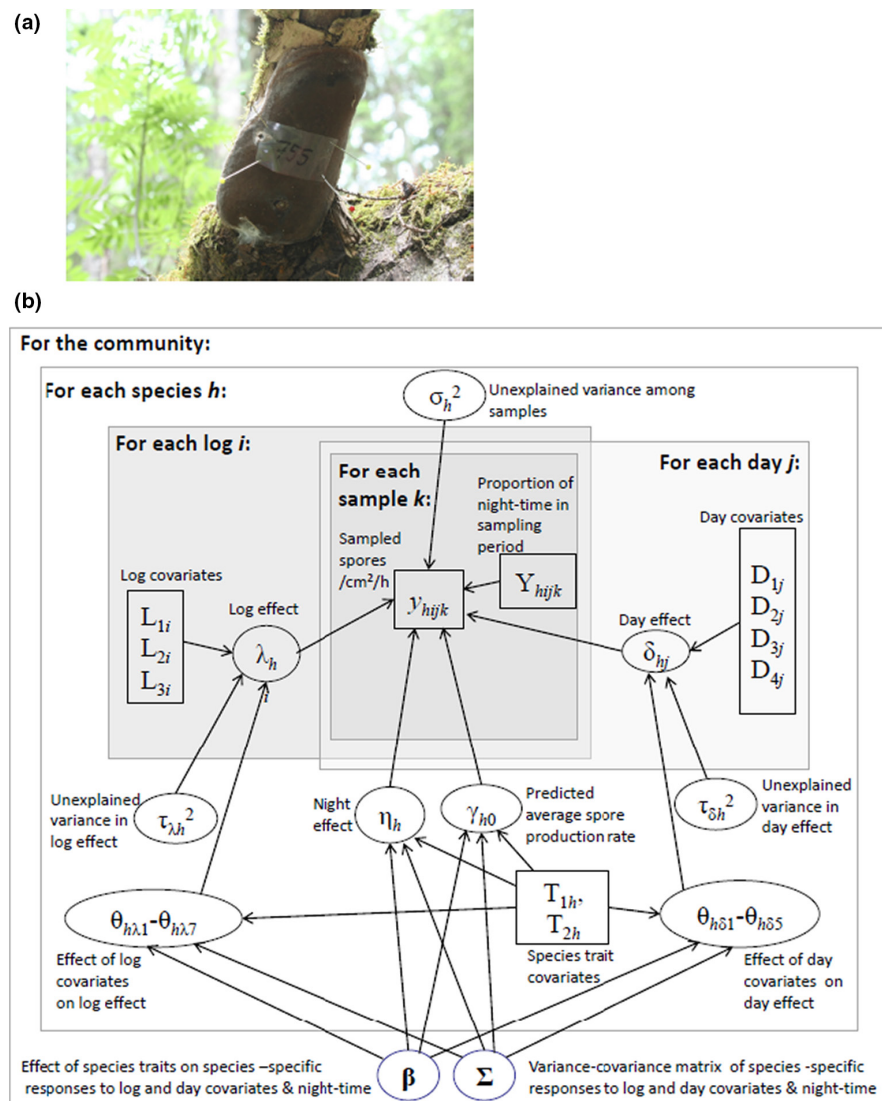 (a)
755
(b)
For the community:
For each species h:
σh²
Unexplained variance among
samples
For each log i:
For each
sample k:
For each day j:
Proportion of
night-time in
sampling
period
Yhijk
Sampled
spores
/cm²/h
yhijk
Log covariates
L1i
L2i
L3i
Log effect
λh
i
Day effect
δhj
Day covariates
D1j
D2j
D3j
D4j
Unexplained
variance in
log effect
τλh²
Night
effect
ηh
γh0
Predicted
average spore
production rate
τδh²
Unexplained
variance in
day effect
θhλ1-θhλ7
Effect of log
covariates
on log effect
T1h,
T2h
Species trait
covariates
θhδ1-θhδ5
Effect of day
covariates on
day effect
Effect of species traits on species –specific
responses to log and day covariates & night-time
β
Σ
Variance-covariance matrix of species -specific
responses to log and day covariates & night-time